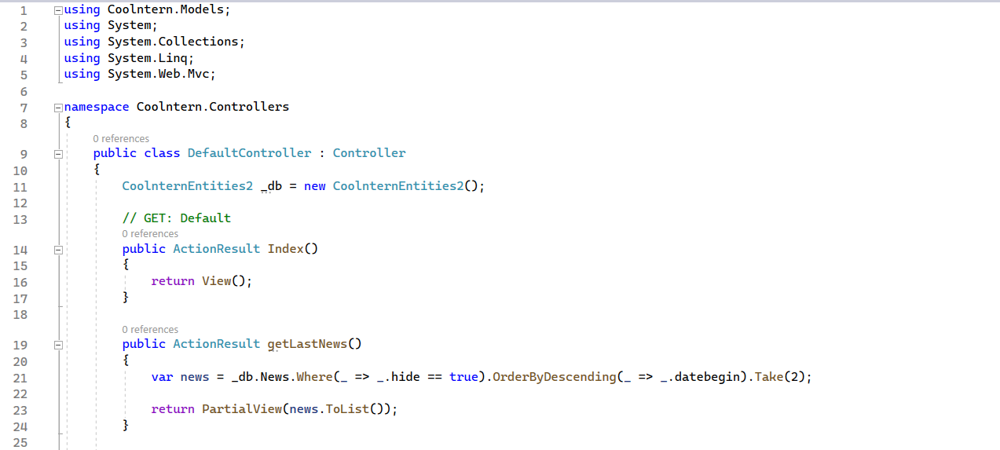 1 using Coolntern.Models;
2 using System;
3 using System.Collections;
4 using System.Linq;
5 using System.Web.Mvc;
6
7 namespace Coolntern.Controllers
8 {
0 references
9 public class DefaultController : Controller
10 {
11 CoolnternEntities2 _db = new CoolnternEntities2();
12
13 // GET: Default
0 references
14 public ActionResult Index()
15 {
16 return View();
17 }
18
0 references
19 public ActionResult getLastNews()
20 {
21 var news = _db.News.Where(_ => _.hide == true).OrderByDescending(_ => _.datebegin).Take(2);
22
23 return PartialView(news.ToList());
24 }
25